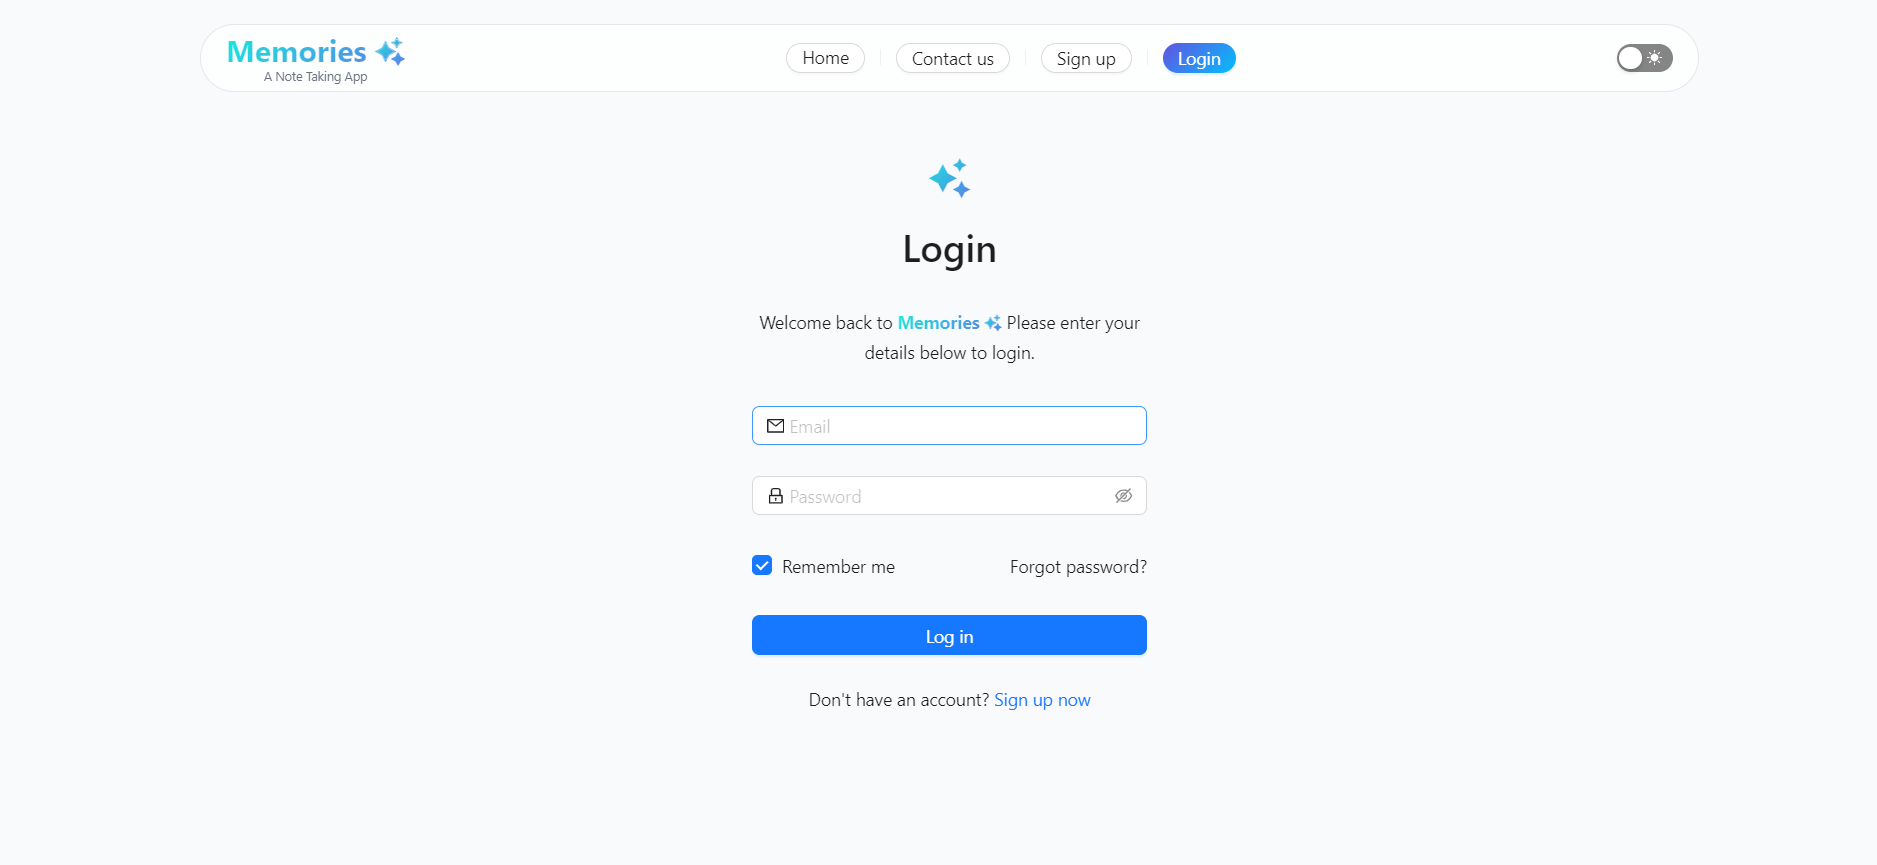 Memories
A Note Taking App
Home
Contact us
Sign up
Login
Login
Welcome back to Memories Please enter your
details below to login.
Email
Password
Remember me
Forgot password?
Log in
Don't have an account? Sign up now